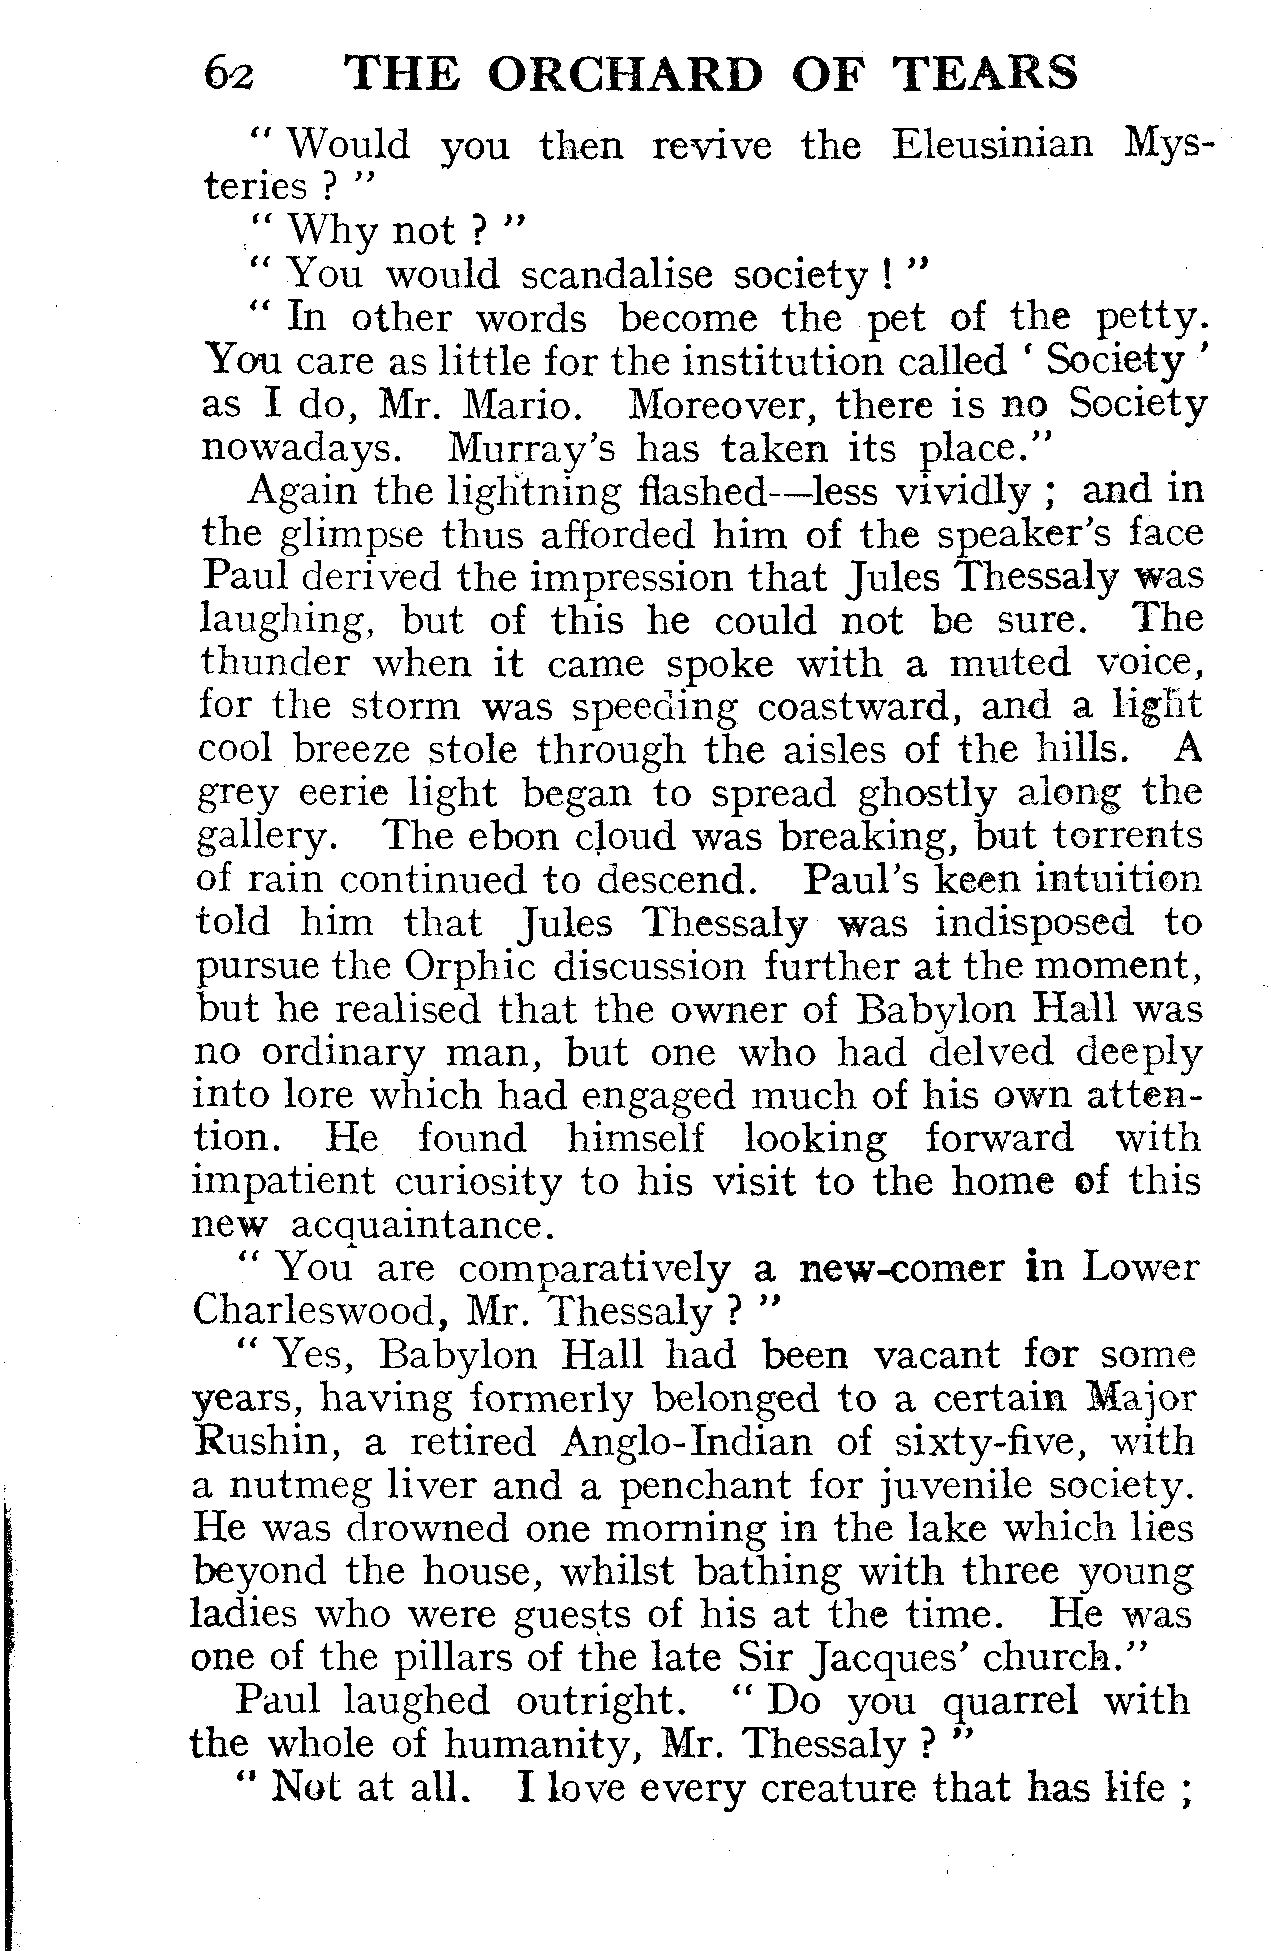 62 THE ORCHARD OF TEARS
" Would you then revive the Eleusinian Mys-
teries ? "
" Why not ? "
" You would scandalise society ! "
" In other words become the pet of the petty.
You care as little for the institution called ' Society '
as I do, Mr. Mario. Moreover, there is no Society
nowadays. Murray's has taken its place."
Again the lightning flashed—less vividly ; and in
the glimpse thus afforded him of the speaker's face
Paul derived the impression that Jules Thessaly was
laughing, but of this he could not be sure. The
thunder when it came spoke with a muted voice,
for the storm was speeding coastward, and a light
cool breeze stole through the aisles of the hills. A
grey eerie light began to spread ghostly along the
gallery. The ebon cloud was breaking, but torrents
of rain continued to descend. Paul's keen intuition
told him that Jules Thessaly was indisposed to
pursue the Orphic discussion further at the moment,
but he realised that the owner of Babylon Hall was
no ordinary man, but one who had delved deeply
into lore which had engaged much of his own atten-
tion. He found himself looking forward with
impatient curiosity to his visit to the home of this
new acquaintance.
" You are comparatively a new-comer in Lower
Charleswood, Mr. Thessaly ? "
" Yes, Babylon Hall had been vacant for some
years, having formerly belonged to a certain Major
Rushin, a retired Anglo-Indian of sixty-five, with
a nutmeg liver and a penchant for juvenile society.
He was drowned one morning in the lake which lies
beyond the house, whilst bathing with three young
ladies who were guests of his at the time. He was
one of the pillars of the late Sir Jacques' church."
Paul laughed outright. " Do you quarrel with
the whole of humanity, Mr. Thessaly ? "
" Not at all. I love every creature that has life ;